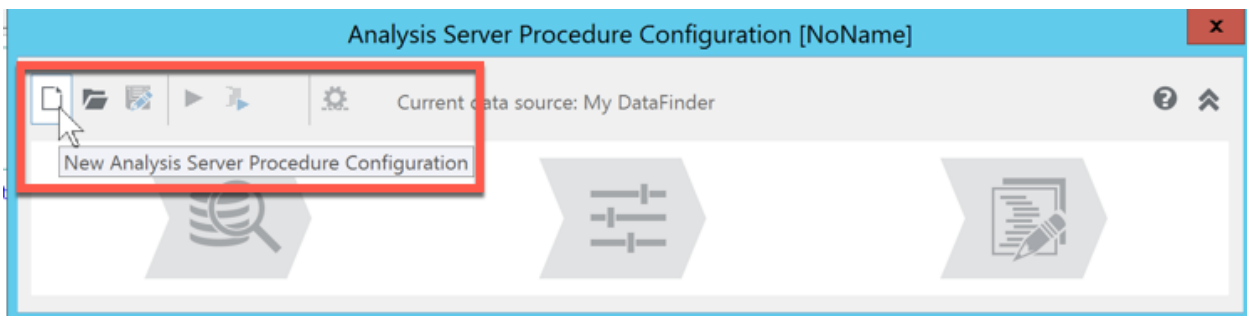 Analysis Server Procedure Configuration [NoName]
x
Current data source: My DataFinder
?
New Analysis Server Procedure Configuration